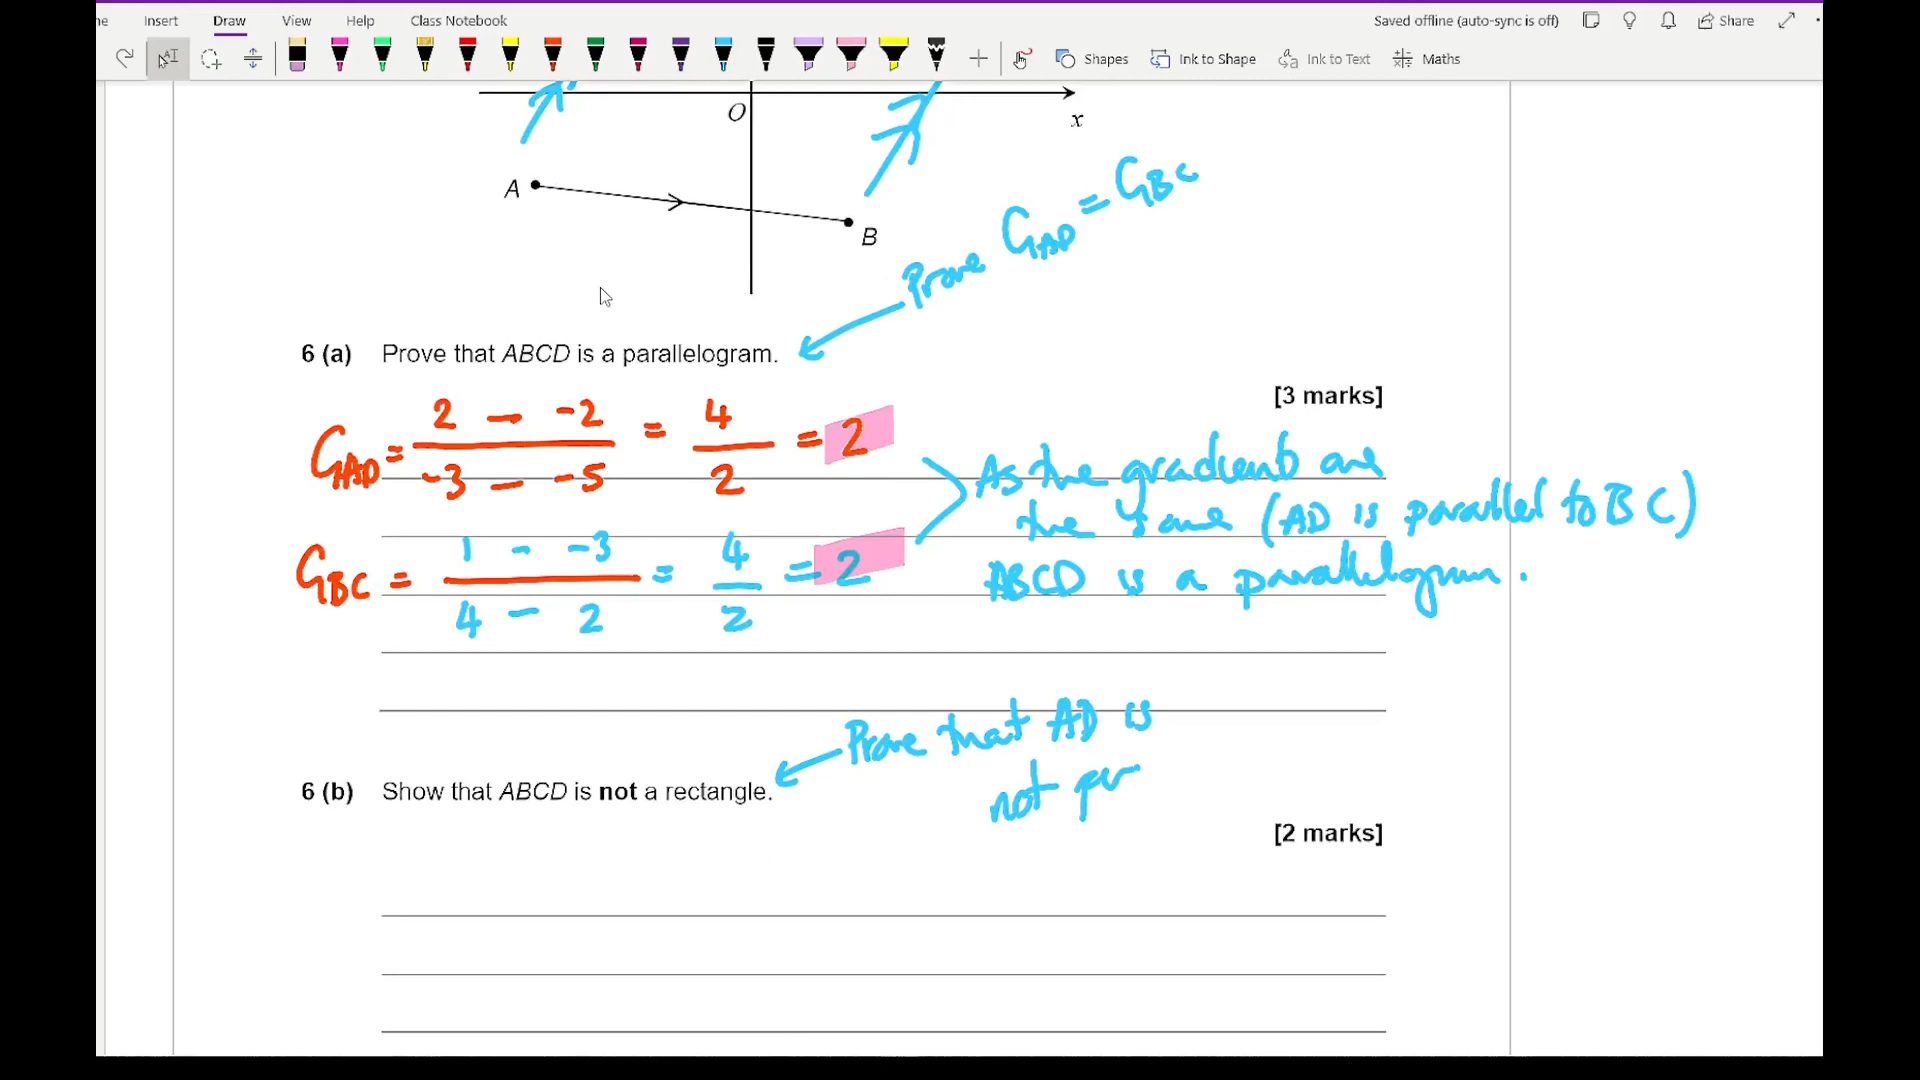 Insert Draw View Help Class Notebook Saved offline (auto-sync is off) Share
Shapes Ink to Shape Ink to Text Maths
O
x
A
B
Prove G_AD = G_BC
6 (a) Prove that ABCD is a parallelogram.
[3 marks]
G_AD = 2 - -2 / -3 - -5 = 4/2 = 2
As the gradients are
the same (AD is parallel to BC)
G_BC = 1 - -3 / 4 - 2 = 4/2 = 2
ABCD is a parallelogram.
Prove that AD is
not per
6 (b) Show that ABCD is not a rectangle.
[2 marks]